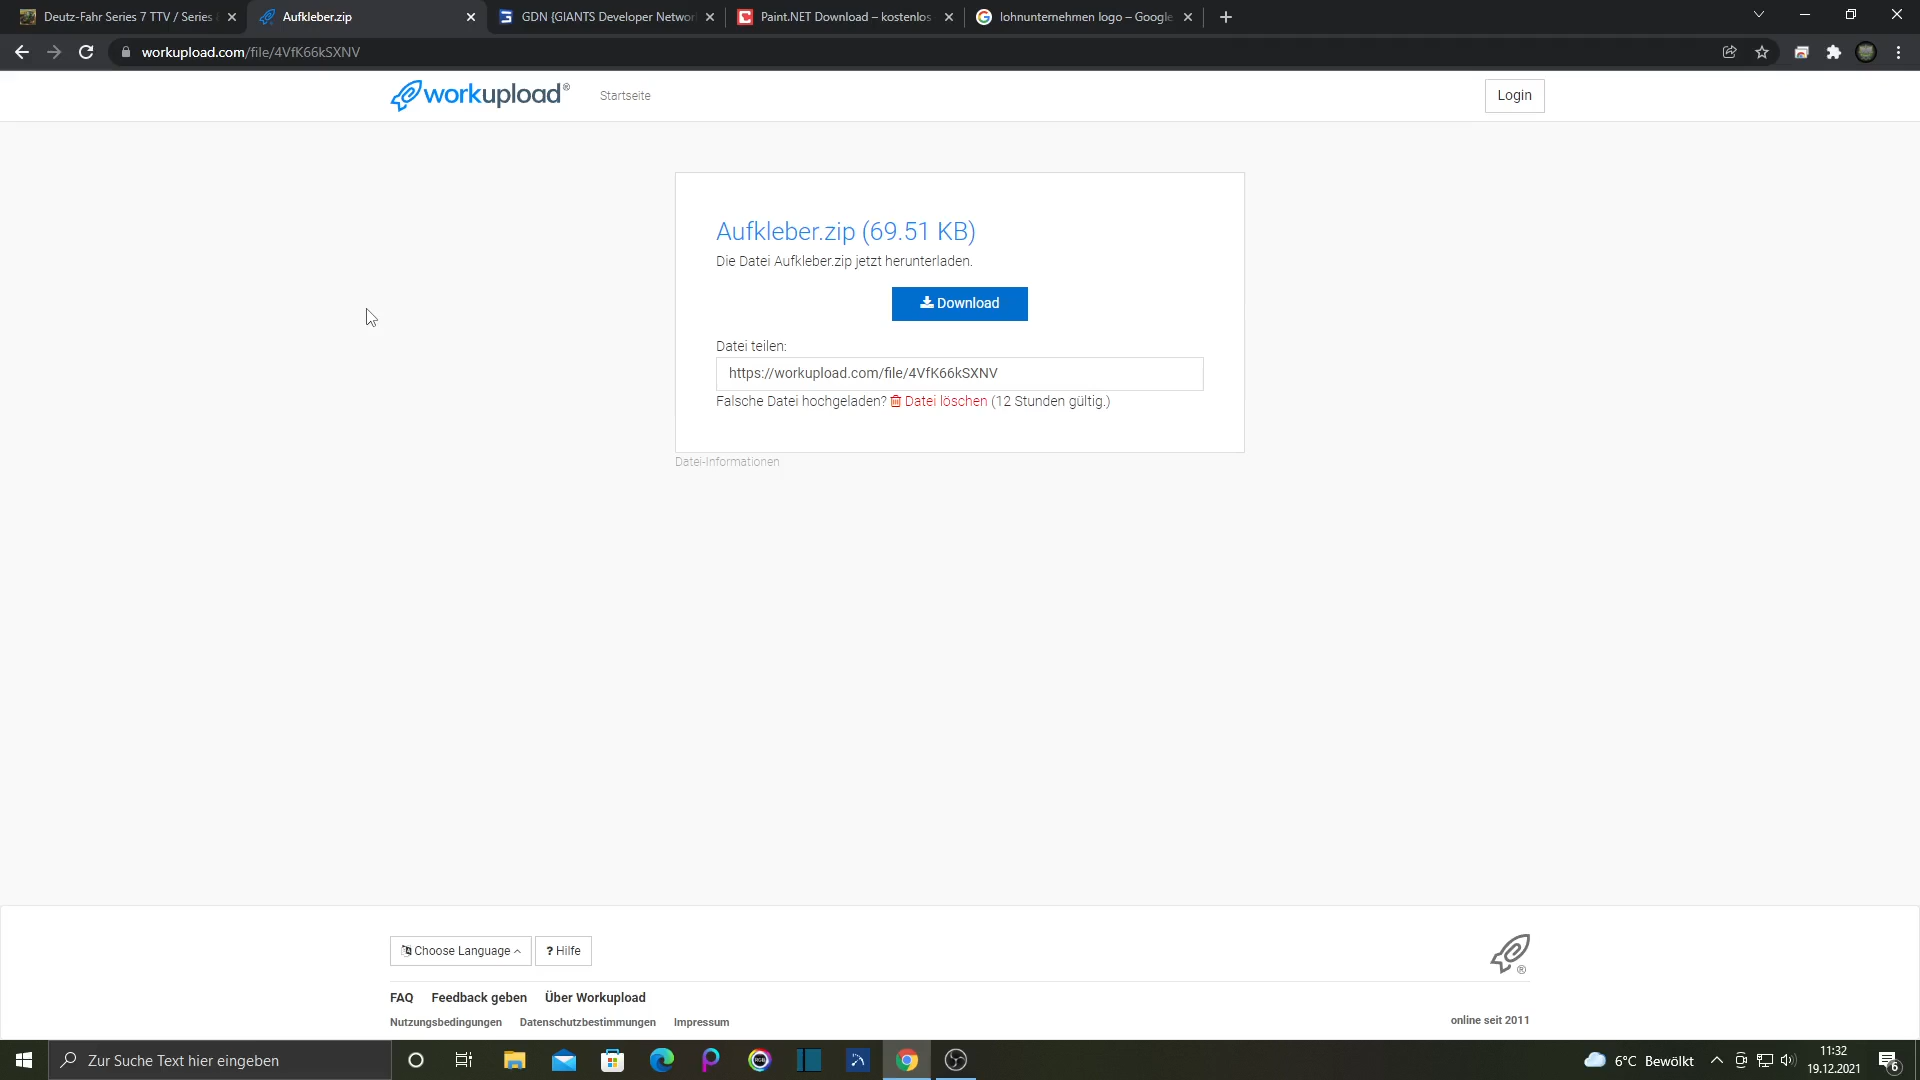 Deutz-Fahr Series 7 TTV / Series
Aufkleber.zip
GDN {GIANTS Developer Networ
Paint.NET Download – kostenlos
lohnunternehmen logo – Google
workupload.com/file/4VfK66kSXNV
workupload®
Startseite
Login
Aufkleber.zip (69.51 KB)
Die Datei Aufkleber.zip jetzt herunterladen.
Download
Datei teilen:
https://workupload.com/file/4VfK66kSXNV
Falsche Datei hochgeladen? Datei löschen (12 Stunden gültig.)
Datei-Informationen
Choose Language
? Hilfe
®
FAQ Feedback geben Über Workupload
Nutzungsbedingungen Datenschutzbestimmungen Impressum
online seit 2011
Zur Suche Text hier eingeben
6°C Bewölkt
11:32
19.12.2021
6